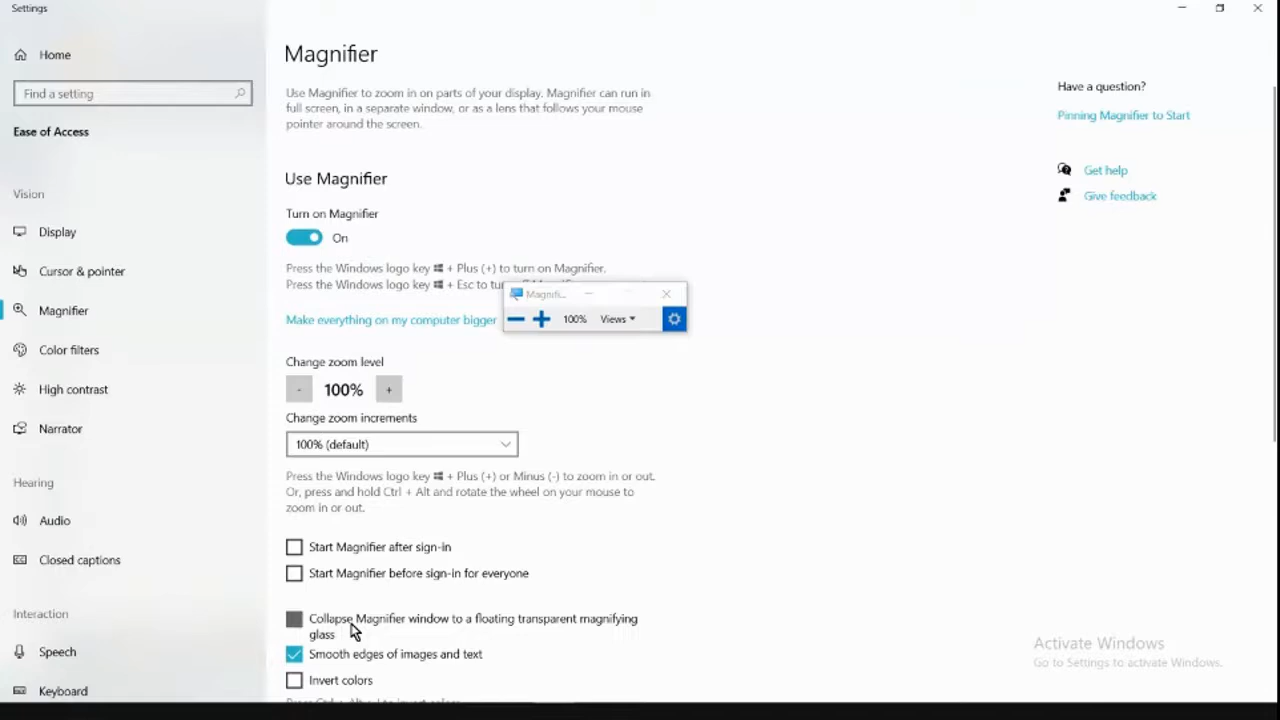 Settings
Home
Find a setting
Ease of Access
Vision
Display
Cursor & pointer
Magnifier
Color filters
High contrast
Narrator
Hearing
Audio
Closed captions
Interaction
Speech
Keyboard
Magnifier
Use Magnifier to zoom in on parts of your display. Magnifier can run in
full screen, in a separate window, or as a lens that follows your mouse
pointer around the screen.
Use Magnifier
Turn on Magnifier
On
Press the Windows logo key + Plus (+) to turn on Magnifier.
Press the Windows logo key + Esc to
Make everything on my computer bigger
Magnifi...
100% Views
Change zoom level
- 100% +
Change zoom increments
100% (default)
Press the Windows logo key + Plus (+) or Minus (-) to zoom in or out.
Or, press and hold Ctrl + Alt and rotate the wheel on your mouse to
zoom in or out.
Start Magnifier after sign-in
Start Magnifier before sign-in for everyone
Collapse Magnifier window to a floating transparent magnifying
glass
Smooth edges of images and text
Invert colors
Have a question?
Pinning Magnifier to Start
Get help
Give feedback
Activate Windows
Go to Settings to activate Windows.